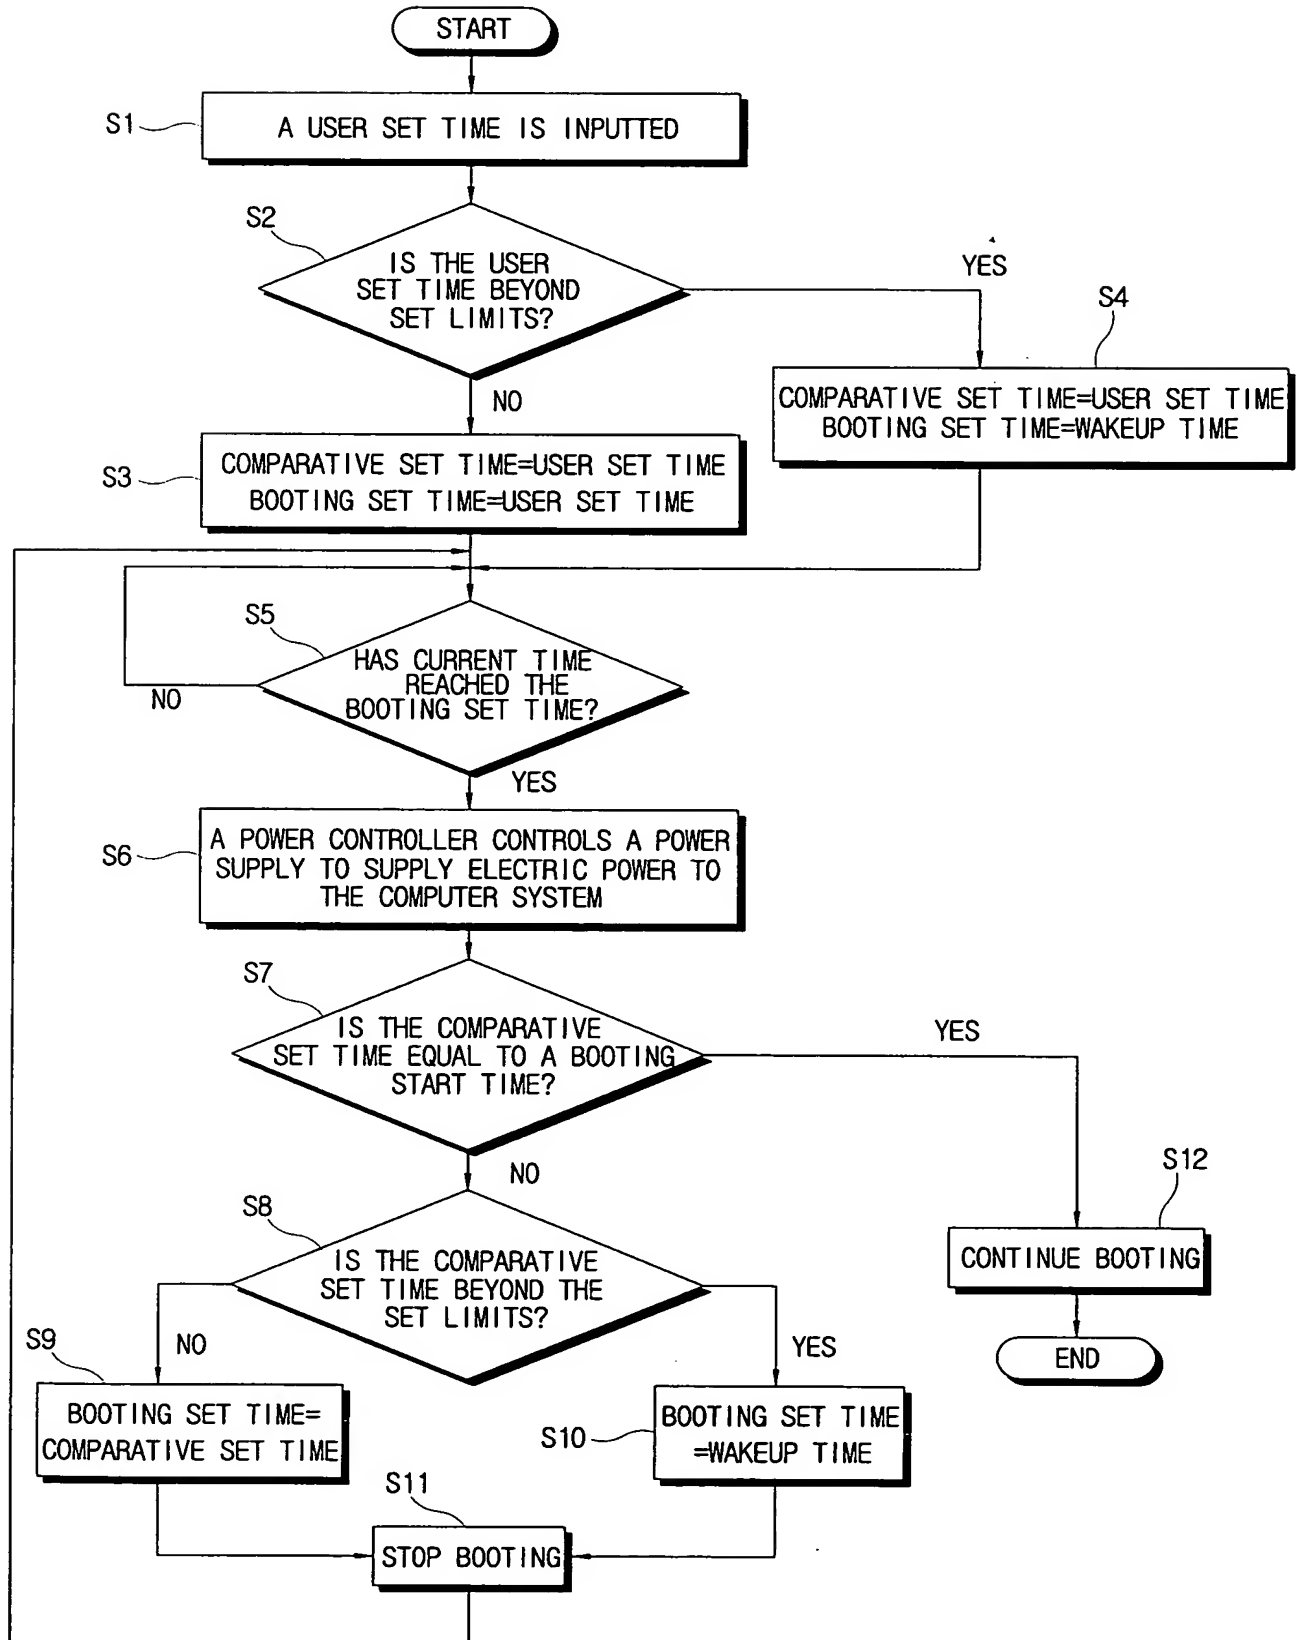 START
S1
A USER SET TIME IS INPUTTED
S2
IS THE USER
SET TIME BEYOND
SET LIMITS?
YES
S4
COMPARATIVE SET TIME=USER SET TIME
BOOTING SET TIME=WAKEUP TIME
NO
S3
COMPARATIVE SET TIME=USER SET TIME
BOOTING SET TIME=USER SET TIME
S5
HAS CURRENT TIME
REACHED THE
BOOTING SET TIME?
NO
YES
S6
A POWER CONTROLLER CONTROLS A POWER
SUPPLY TO SUPPLY ELECTRIC POWER TO
THE COMPUTER SYSTEM
S7
IS THE COMPARATIVE
SET TIME EQUAL TO A BOOTING
START TIME?
YES
NO
S12
CONTINUE BOOTING
END
S8
IS THE COMPARATIVE
SET TIME BEYOND THE
SET LIMITS?
NO
YES
S9
BOOTING SET TIME=
COMPARATIVE SET TIME
S10
BOOTING SET TIME
=WAKEUP TIME
S11
STOP BOOTING